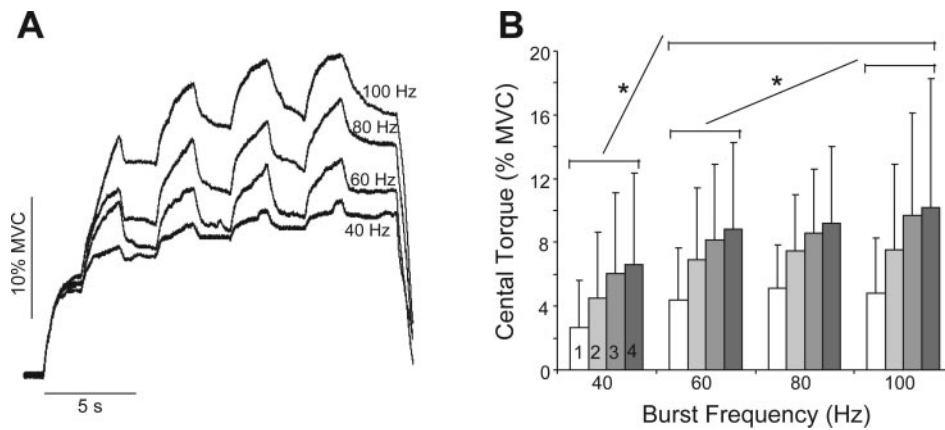 A
100 Hz
80 Hz
60 Hz
40 Hz
10% MVC
5 s
B
Cental Torque (% MVC)
20
16
12
8
4
0
*
*
1 2 3 4
40 60 80 100
Burst Frequency (Hz)